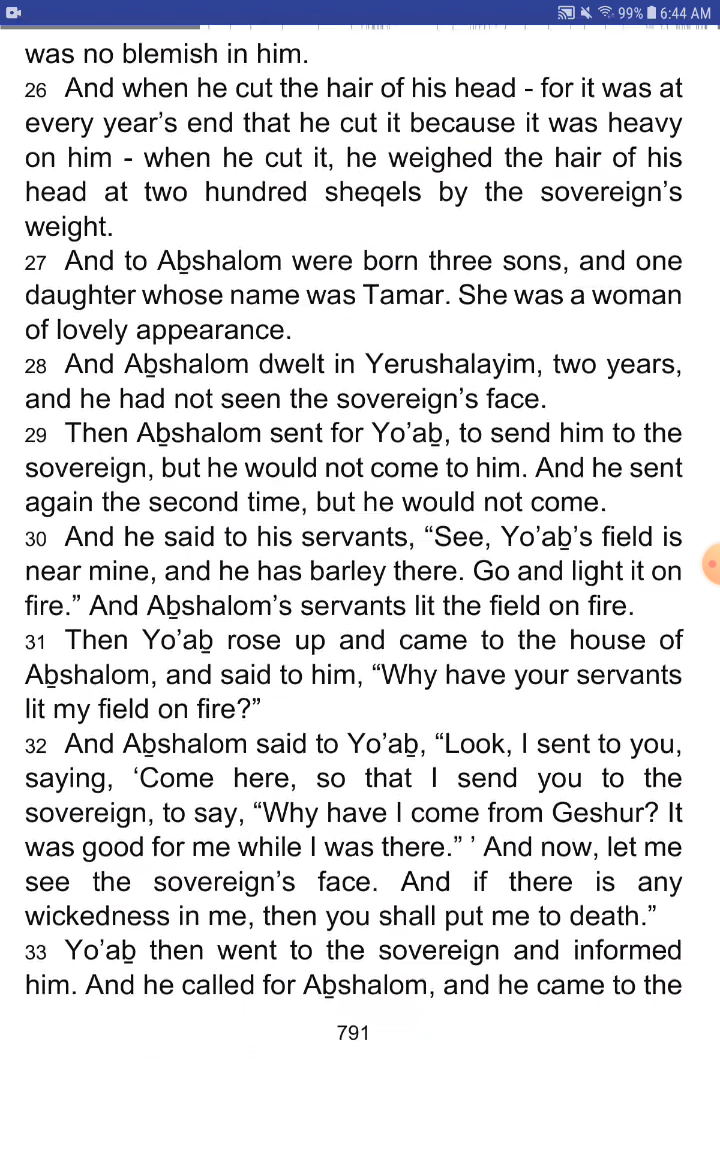 99% 6:44 AM
was no blemish in him.
26 And when he cut the hair of his head - for it was at
every year’s end that he cut it because it was heavy
on him - when he cut it, he weighed the hair of his
head at two hundred sheqels by the sovereign’s
weight.
27 And to Aḇshalom were born three sons, and one
daughter whose name was Tamar. She was a woman
of lovely appearance.
28 And Aḇshalom dwelt in Yerushalayim, two years,
and he had not seen the sovereign’s face.
29 Then Aḇshalom sent for Yo’aḇ, to send him to the
sovereign, but he would not come to him. And he sent
again the second time, but he would not come.
30 And he said to his servants, “See, Yo’aḇ’s field is
near mine, and he has barley there. Go and light it on
fire.” And Aḇshalom’s servants lit the field on fire.
31 Then Yo’aḇ rose up and came to the house of
Aḇshalom, and said to him, “Why have your servants
lit my field on fire?”
32 And Aḇshalom said to Yo’aḇ, “Look, I sent to you,
saying, ‘Come here, so that I send you to the
sovereign, to say, “Why have I come from Geshur? It
was good for me while I was there.” ’ And now, let me
see the sovereign’s face. And if there is any
wickedness in me, then you shall put me to death.”
33 Yo’aḇ then went to the sovereign and informed
him. And he called for Aḇshalom, and he came to the
791